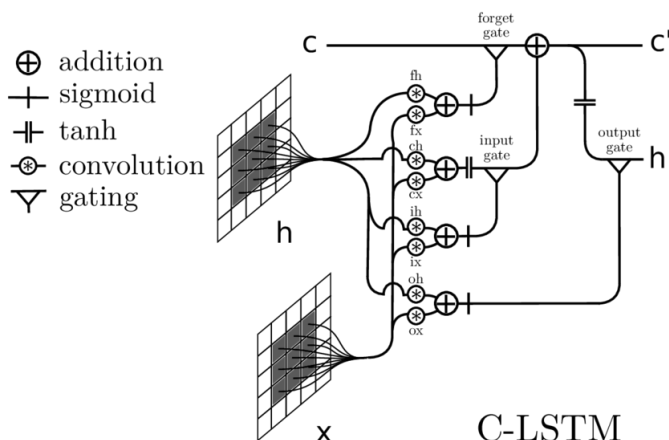 forget
gate
c
c'
addition
sigmoid
tanh
convolution
gating
fh
fx
ch
cx
input
gate
output
gate
h
h
ih
ix
oh
ox
x
C-LSTM